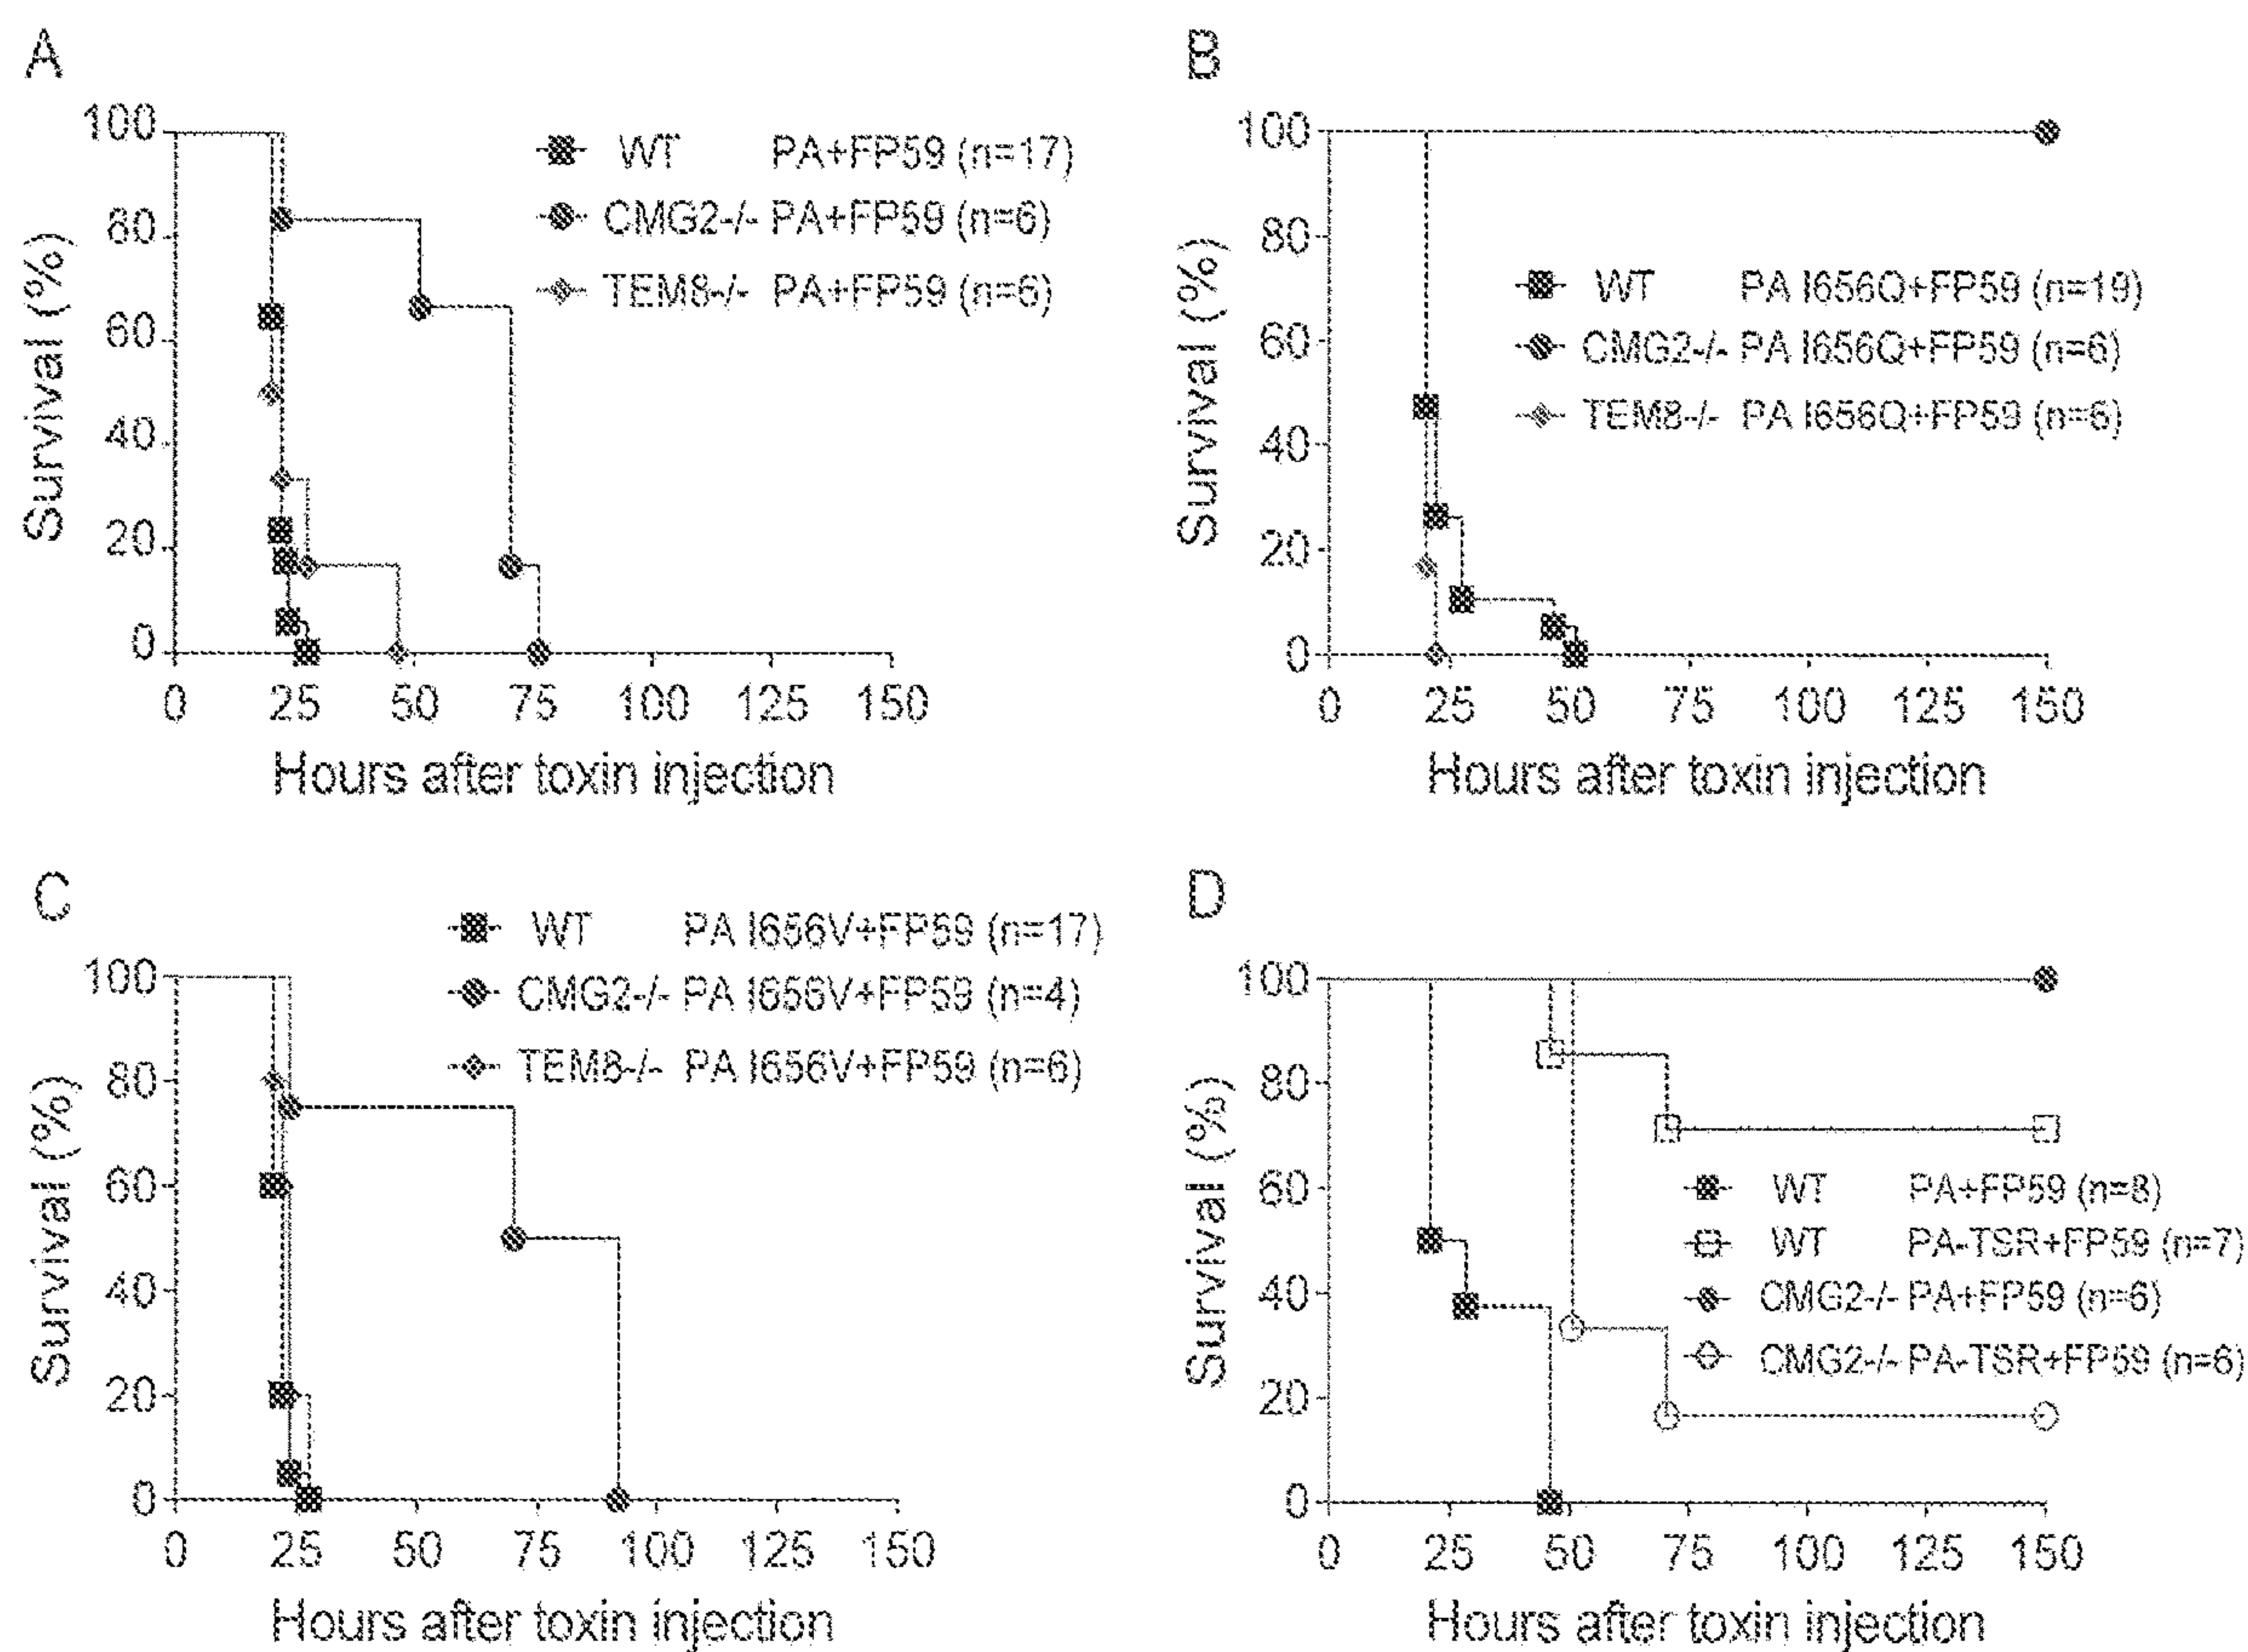 A
100
80
60
40
20
0
Survival (%)
WT PA+FP59 (n=17)
CMG2-/- PA+FP59 (n=6)
TEM8-/- PA+FP59 (n=6)
0 25 50 75 100 125 150
Hours after toxin injection
B
100
80
60
40
20
0
Survival (%)
WT PA I656Q+FP59 (n=19)
CMG2-/- PA I656Q+FP59 (n=6)
TEM8-/- PA I656Q+FP59 (n=6)
0 25 50 75 100 125 150
Hours after toxin injection
C
100
80
60
40
20
0
Survival (%)
WT PA I656V+FP59 (n=17)
CMG2-/- PA I656V+FP59 (n=4)
TEM8-/- PA I656V+FP59 (n=6)
0 25 50 75 100 125 150
Hours after toxin injection
D
100
80
60
40
20
0
Survival (%)
WT PA+FP59 (n=8)
WT PA-TSR+FP59 (n=7)
CMG2-/- PA+FP59 (n=6)
CMG2-/- PA-TSR+FP59 (n=6)
0 25 50 75 100 125 150
Hours after toxin injection